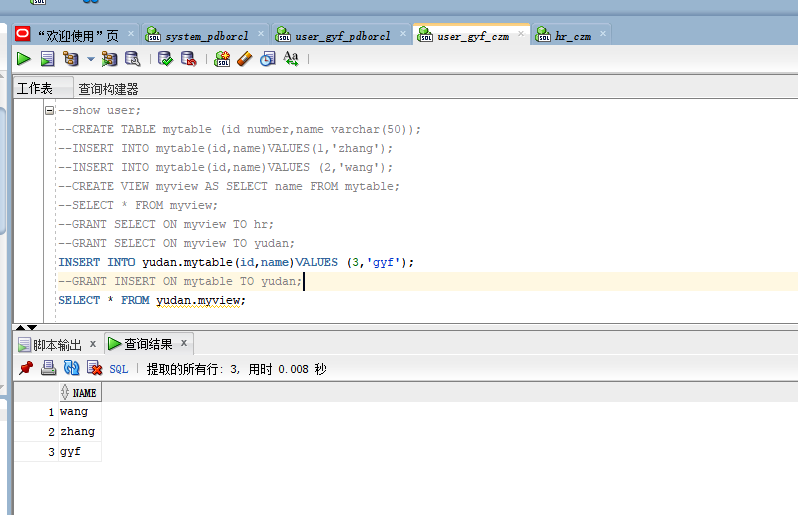 “欢迎使用”页 system_pdborcl user_gyf_pdborcl user_gyf_czm hr_czm
工作表 查询构建器
--show user;
--CREATE TABLE mytable (id number,name varchar(50));
--INSERT INTO mytable(id,name)VALUES(1,'zhang');
--INSERT INTO mytable(id,name)VALUES (2,'wang');
--CREATE VIEW myview AS SELECT name FROM mytable;
--SELECT * FROM myview;
--GRANT SELECT ON myview TO hr;
--GRANT SELECT ON myview TO yudan;
INSERT INTO yudan.mytable(id,name)VALUES (3,'gyf');
--GRANT INSERT ON mytable TO yudan;
SELECT * FROM yudan.myview;
脚本输出 x 查询结果 x
SQL 提取的所有行: 3, 用时 0.008 秒
NAME
1 wang
2 zhang
3 gyf